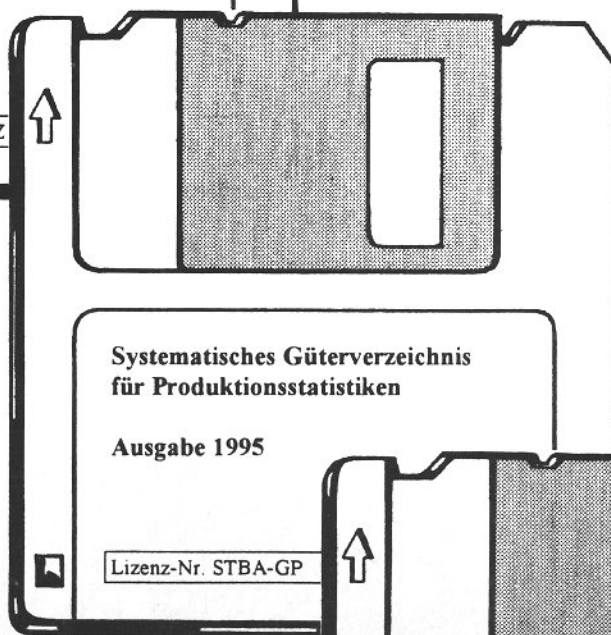 Systematisches Güterverzeichnis
für Produktionsstatistiken
Ausgabe 1995
Lizenz-Nr. STBA-GP